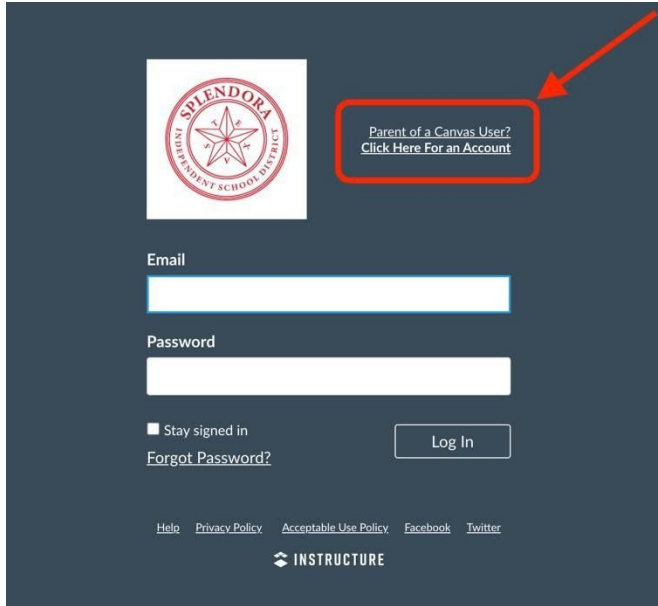 SPLENDORA
TEXAS
INDEPENDENT SCHOOL DISTRICT
Parent of a Canvas User?
Click Here For an Account
Email
Password
Stay signed in
Log In
Forgot Password?
Help Privacy Policy Acceptable Use Policy Facebook Twitter
INSTRUCTURE